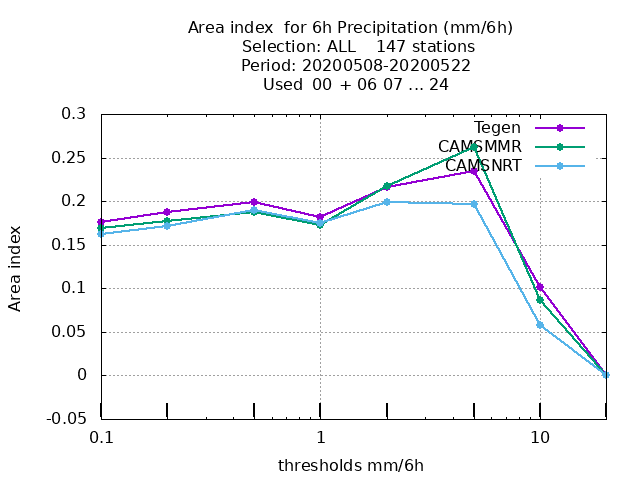 Area index  for 6h Precipitation (mm/6h)
Selection: ALL    147 stations
Period: 20200508-20200522
Used  00 + 06 07 ... 24
Tegen
CAMSMMR
CAMSNRT
0.3
0.25
0.2
0.15
0.1
0.05
0
-0.05
Area index
0.1
1
10
thresholds mm/6h